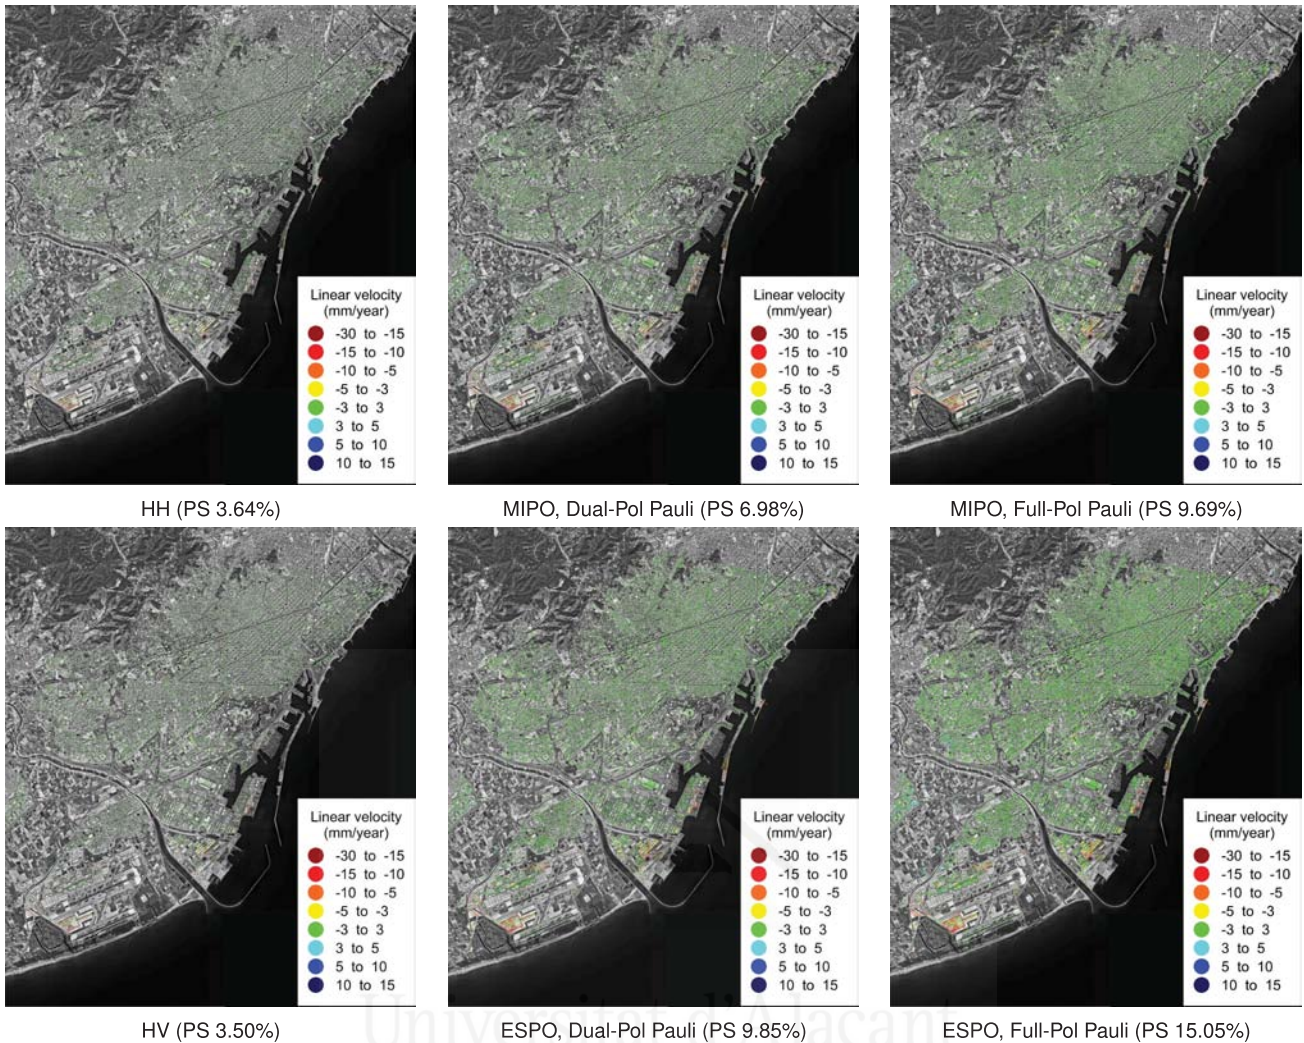 Linear velocity
(mm/year)
-30 to -15
-15 to -10
-10 to -5
-5 to -3
-3 to 3
3 to 5
5 to 10
10 to 15
Linear velocity
(mm/year)
-30 to -15
-15 to -10
-10 to -5
-5 to -3
-3 to 3
3 to 5
5 to 10
10 to 15
Linear velocity
(mm/year)
-30 to -15
-15 to -10
-10 to -5
-5 to -3
-3 to 3
3 to 5
5 to 10
10 to 15
HH (PS 3.64%)
MIPO, Dual-Pol Pauli (PS 6.98%)
MIPO, Full-Pol Pauli (PS 9.69%)
Linear velocity
(mm/year)
-30 to -15
-15 to -10
-10 to -5
-5 to -3
-3 to 3
3 to 5
5 to 10
10 to 15
Linear velocity
(mm/year)
-30 to -15
-15 to -10
-10 to -5
-5 to -3
-3 to 3
3 to 5
5 to 10
10 to 15
Linear velocity
(mm/year)
-30 to -15
-15 to -10
-10 to -5
-5 to -3
-3 to 3
3 to 5
5 to 10
10 to 15
Universitat d'Alacant
HV (PS 3.50%)
ESPO, Dual-Pol Pauli (PS 9.85%)
ESPO, Full-Pol Pauli (PS 15.05%)